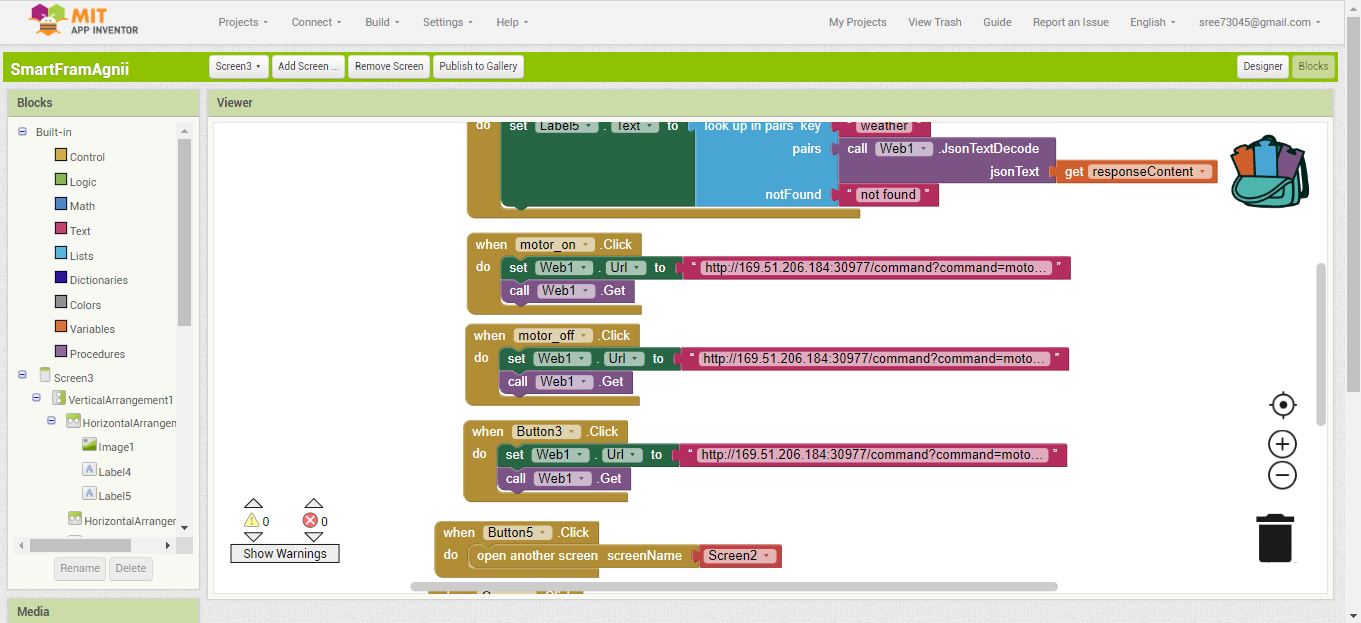 MIT
APP INVENTOR
Projects Connect Build Settings Help My Projects View Trash Guide Report an Issue English sree73045@gmail.com
SmartFramAgnii Screen3 Add Screen ... Remove Screen Publish to Gallery Designer Blocks
Blocks
Viewer
Built-in
Control
Logic
Math
Text
Lists
Dictionaries
Colors
Variables
Procedures
Screen3
VerticalArrangement1
HorizontalArrangen
Image1
Label4
Label5
HorizontalArranger
Rename Delete
Media
do set Label5 . Text to look up in pairs key " weather "
pairs call Web1 .JsonTextDecode
jsonText get responseContent
notFound " not found "
when motor_on .Click
do set Web1 . Url to " http://169.51.206.184:30977/command?command=moto... "
call Web1 .Get
when motor_off .Click
do set Web1 . Url to " http://169.51.206.184:30977/command?command=moto... "
call Web1 .Get
when Button3 .Click
do set Web1 . Url to " http://169.51.206.184:30977/command?command=moto... "
call Web1 .Get
when Button5 .Click
do open another screen screenName Screen2
0 0
Show Warnings